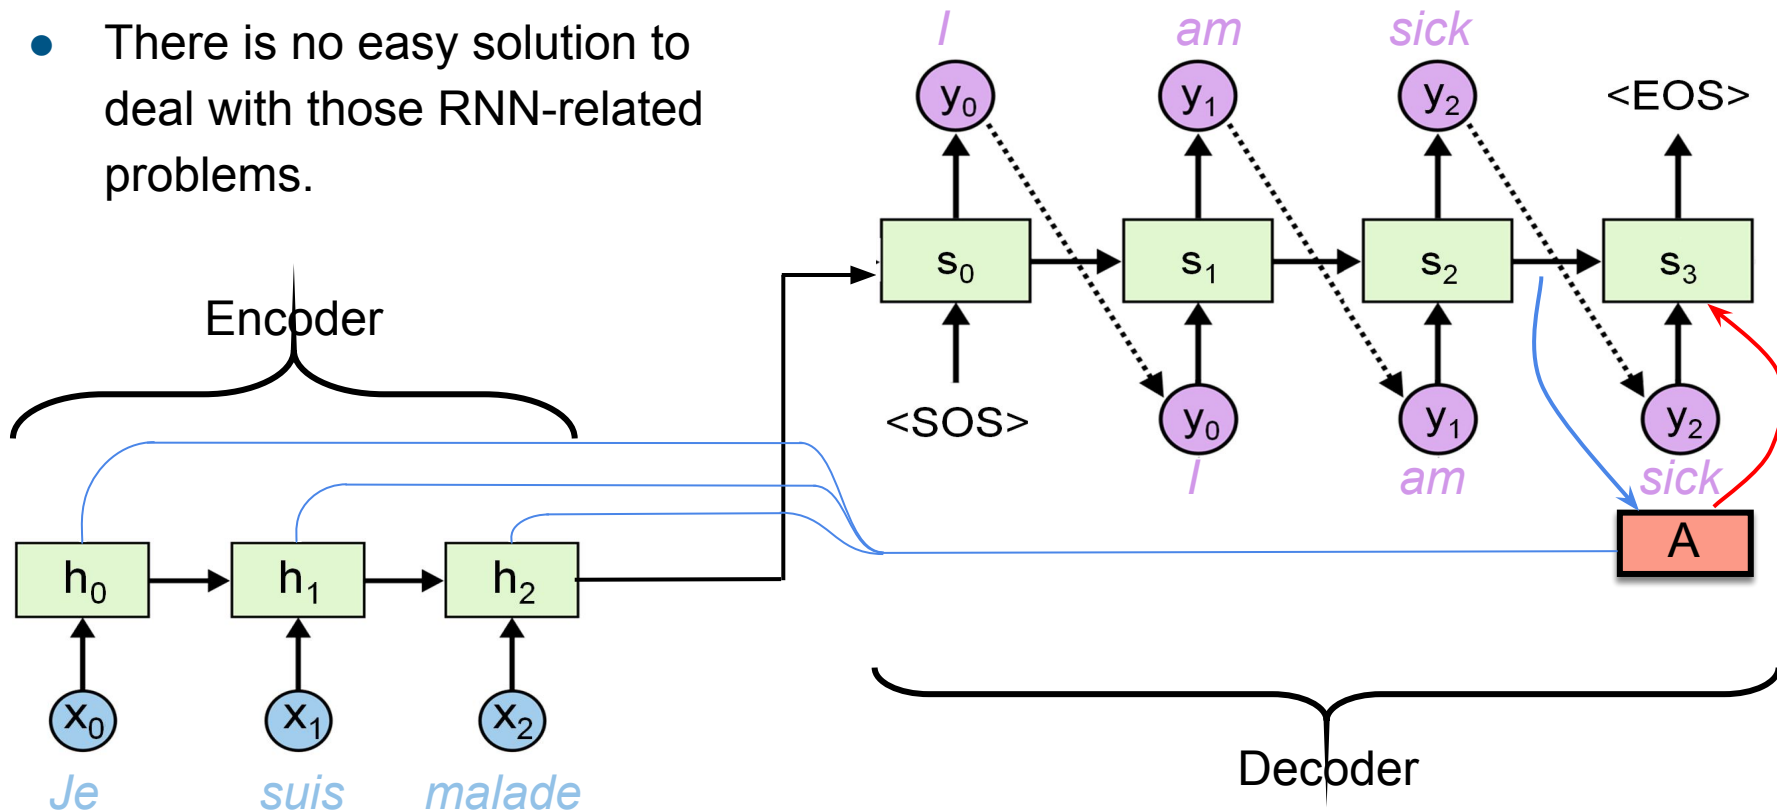 ● There is no easy solution to
deal with those RNN-related
problems.
I am sick
y0 y1 y2 <EOS>
s0 s1 s2 s3
Encoder
<SOS> y0 y1 y2
I am sick
A
h0 h1 h2
x0 x1 x2
Decoder
Je suis malade